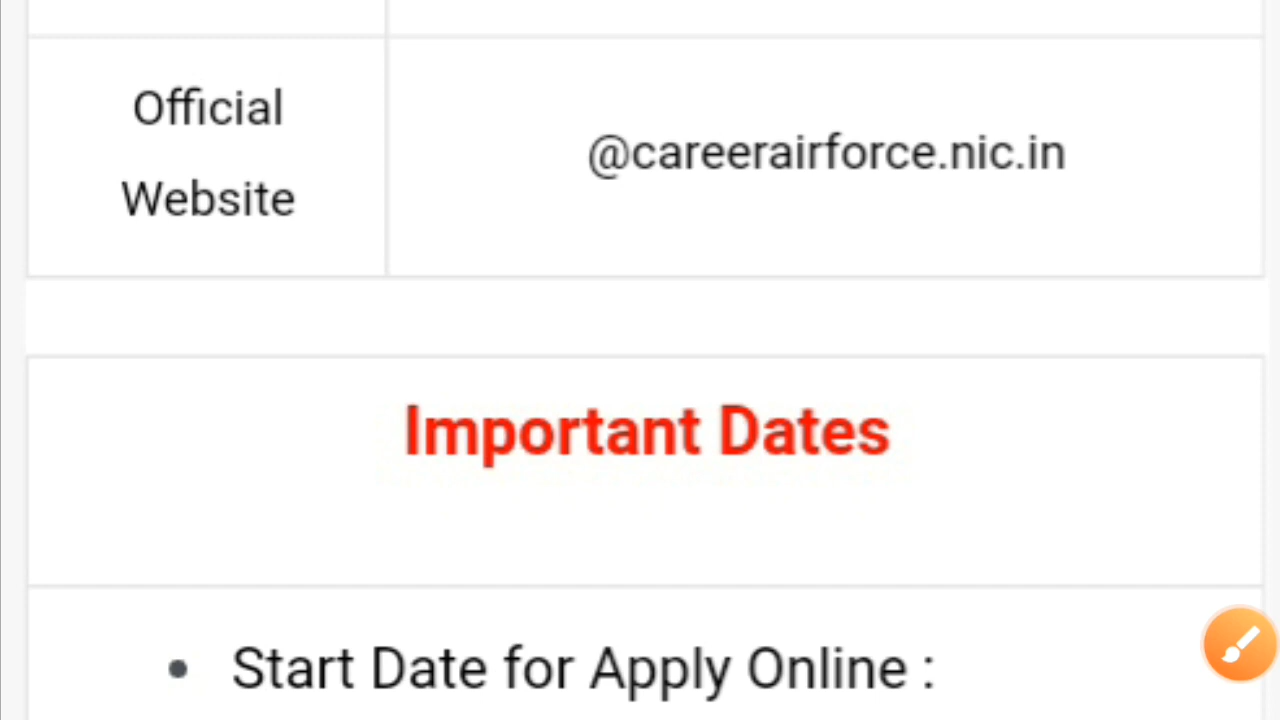 Official
Website
@careerairforce.nic.in
Important Dates
Start Date for Apply Online :